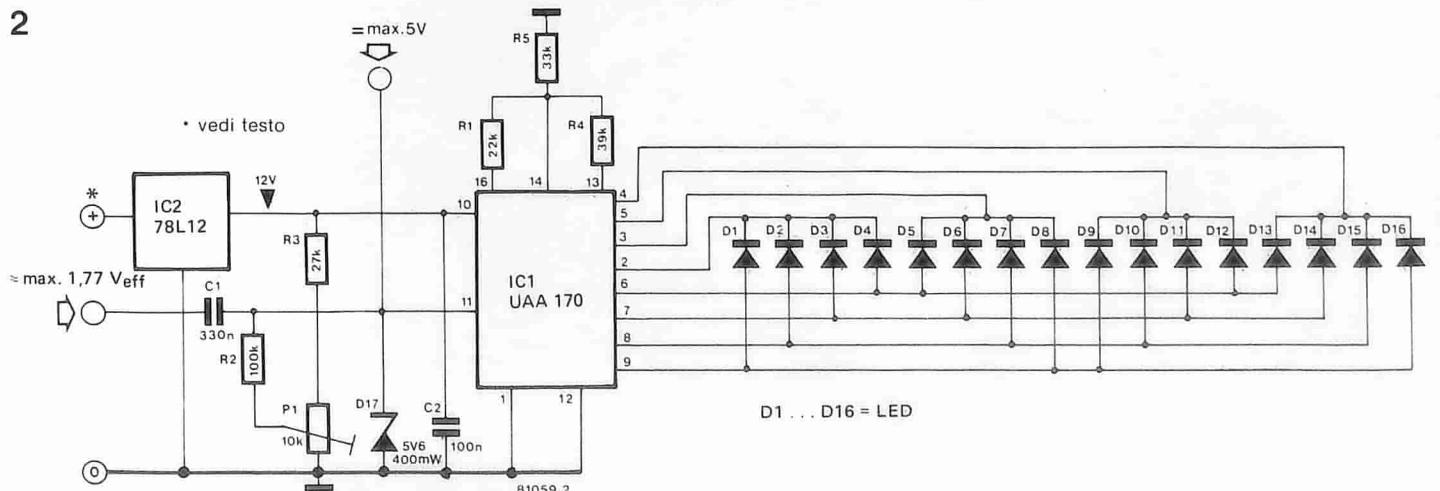 2
= max. 5V
R5
33k
* vedi testo
R1
22k
R4
39k
*
+
IC2
78L12
12V
16
14
13
10
R3
27k
≈ max. 1,77 Veff
C1
330n
11
IC1
UAA 170
R2
100k
P1
10k
D17
5V6
400mW
C2
100n
1
12
0
4
5
3
2
6
7
8
9
D1
D2
D3
D4
D5
D6
D7
D8
D9
D10
D11
D12
D13
D14
D15
D16
D1 . . . D16 = LED
81059 2